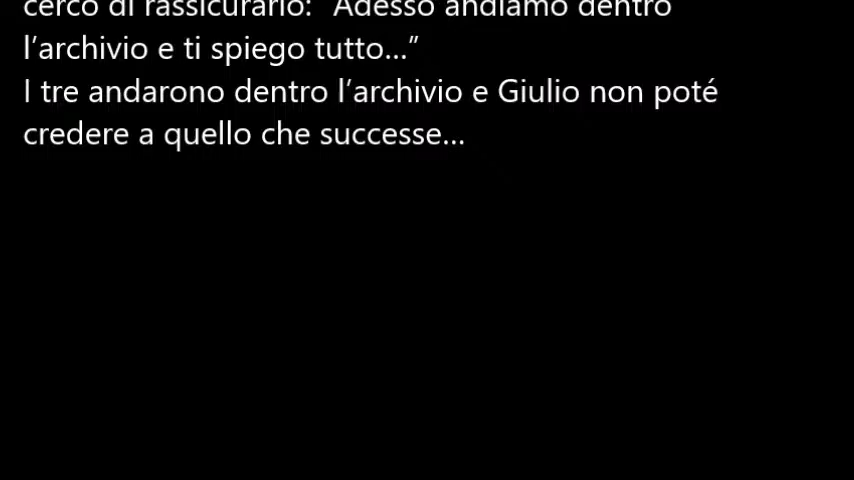 cercò di rassicurarlo: “Adesso andiamo dentro
l’archivio e ti spiego tutto…”
I tre andarono dentro l’archivio e Giulio non poté
credere a quello che successe…